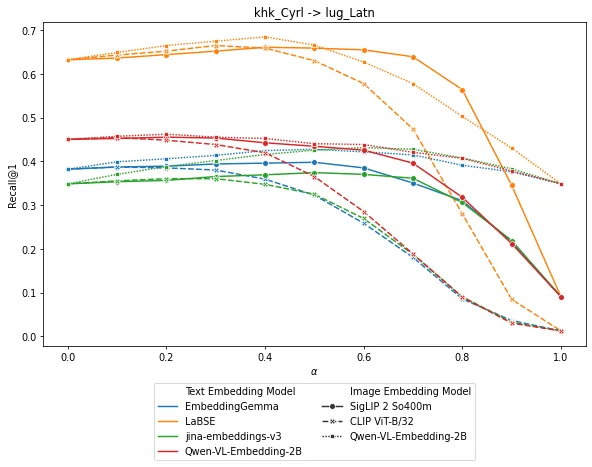 khk_Cyrl -> lug_Latn
Recall@1
0.7
0.6
0.5
0.4
0.3
0.2
0.1
0.0
0.0 0.2 0.4 0.6 0.8 1.0
α
Text Embedding Model Image Embedding Model
EmbeddingGemma SigLIP 2 So400m
LaBSE CLIP ViT-B/32
jina-embeddings-v3 Qwen-VL-Embedding-2B
Qwen-VL-Embedding-2B